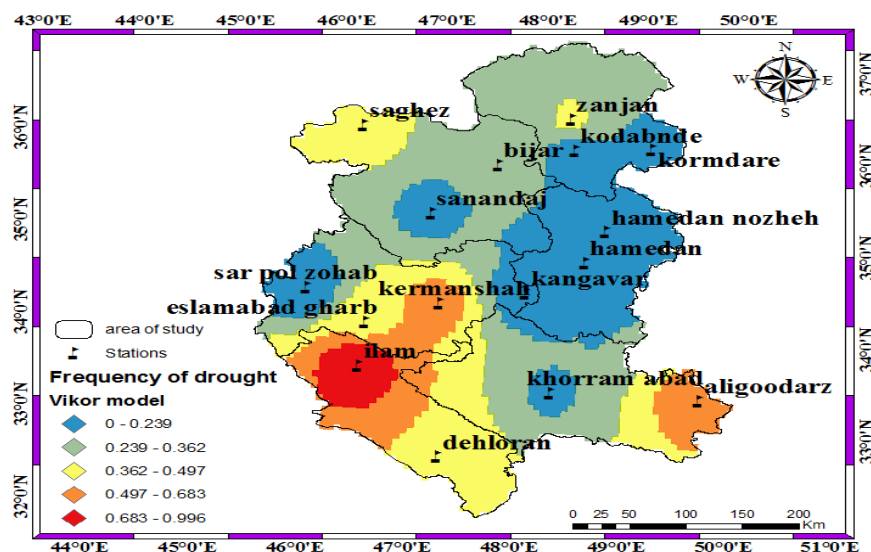 43°0'E 44°0'E 45°0'E 46°0'E 47°0'E 48°0'E 49°0'E 50°0'E
N
W E
S
37°0'N
36°0'N
36°0'N
35°0'N
35°0'N
34°0'N
34°0'N
33°0'N
33°0'N
32°0'N
saghez
zanjan
kodabnde
bijar
kormdare
sanandaj
hamedan nozheh
hamedan
sar pol zohab
kangavar
kermanshah
eslamabad gharb
ilam
khorram abad
aligoodarz
dehloran
area of study
Stations
Frequency of drought
Vikor model
0 - 0.239
0.239 - 0.362
0.362 - 0.497
0.497 - 0.683
0.683 - 0.996
0 25 50 100 150 200
Km
44°0'E 45°0'E 46°0'E 47°0'E 48°0'E 49°0'E 50°0'E 51°0'E